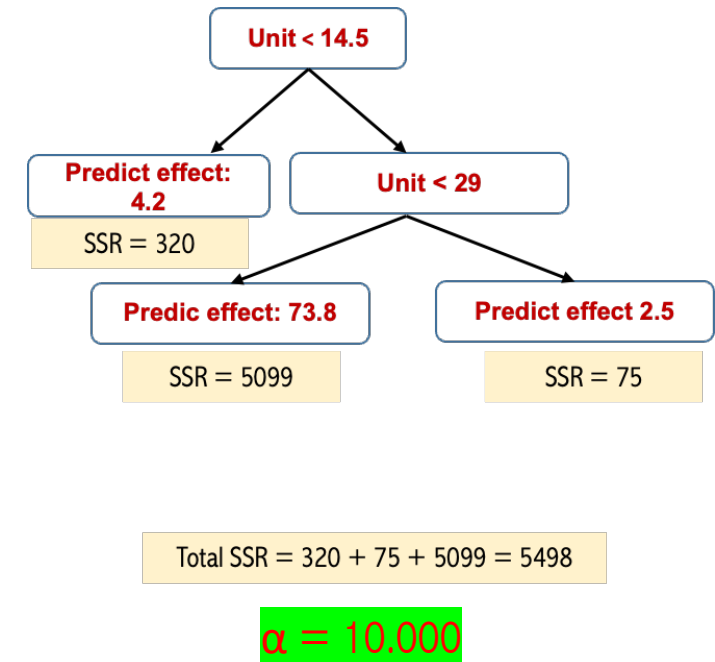 Unit < 14.5
Predict effect:
4.2
Unit < 29
SSR = 320
Predic effect: 73.8
Predict effect 2.5
SSR = 5099
SSR = 75
Total SSR = 320 + 75 + 5099 = 5498
α = 10.000